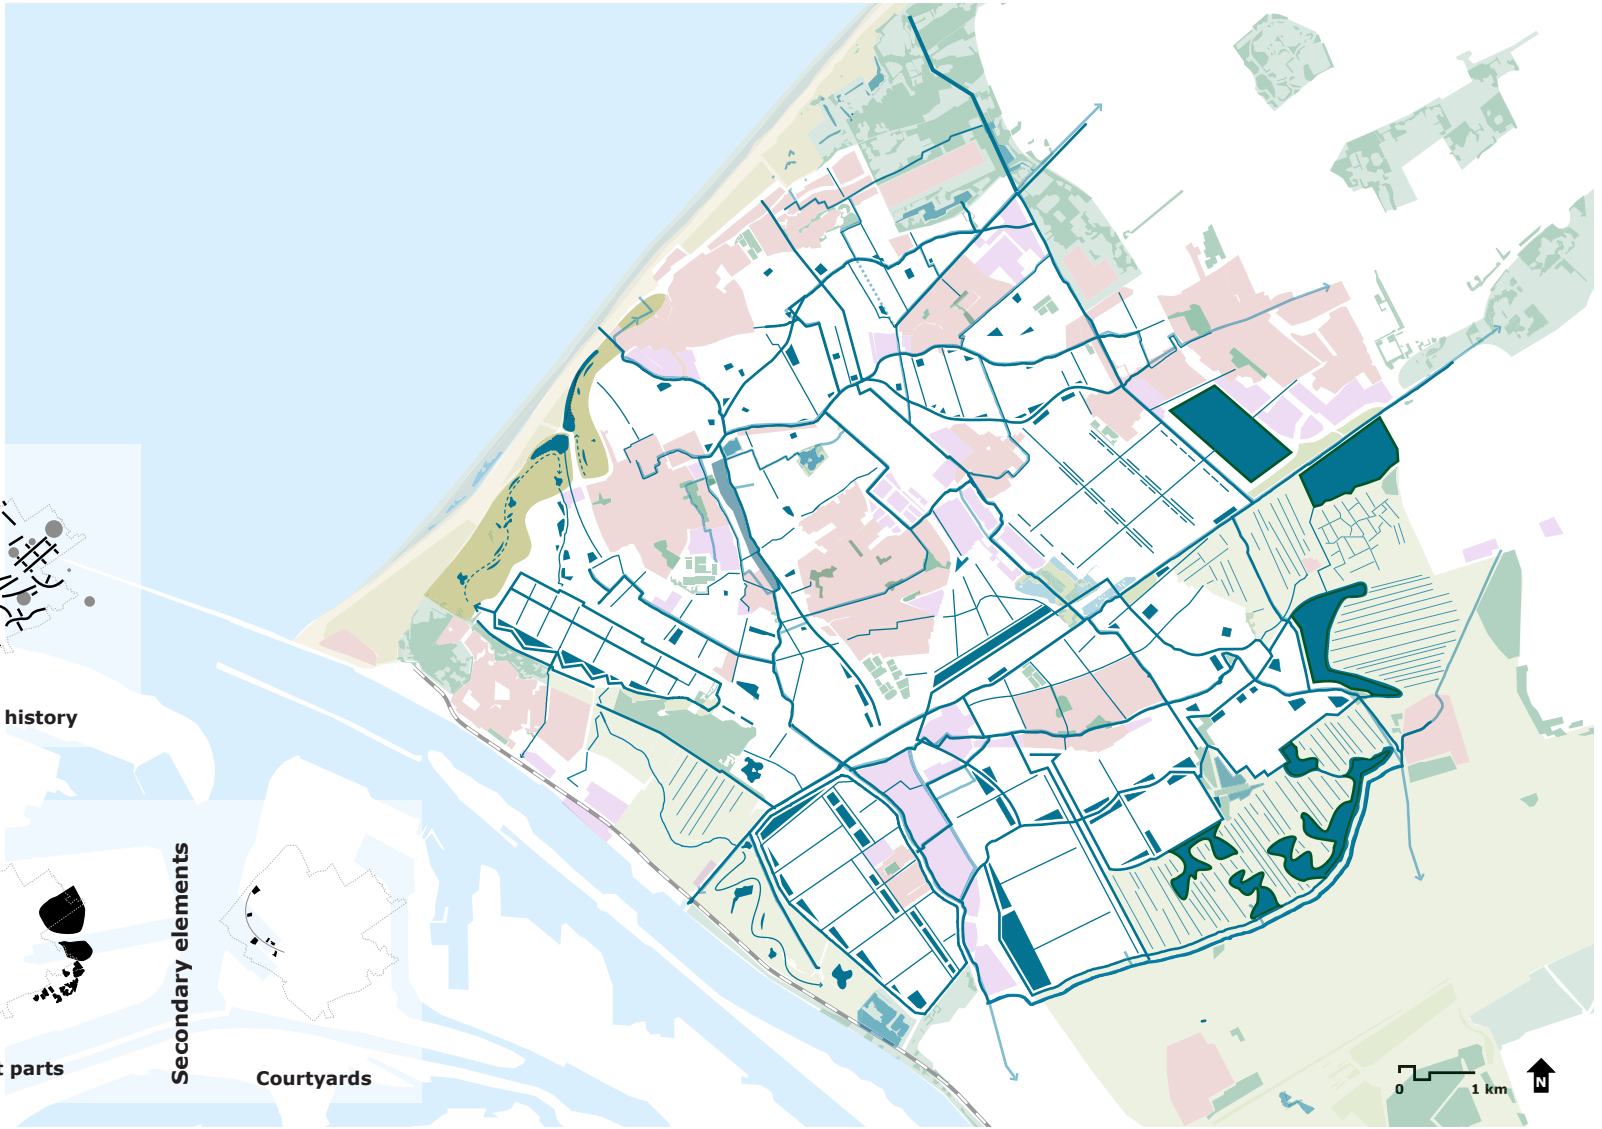 history
Secondary elements
parts
Courtyards
0 1 km
N